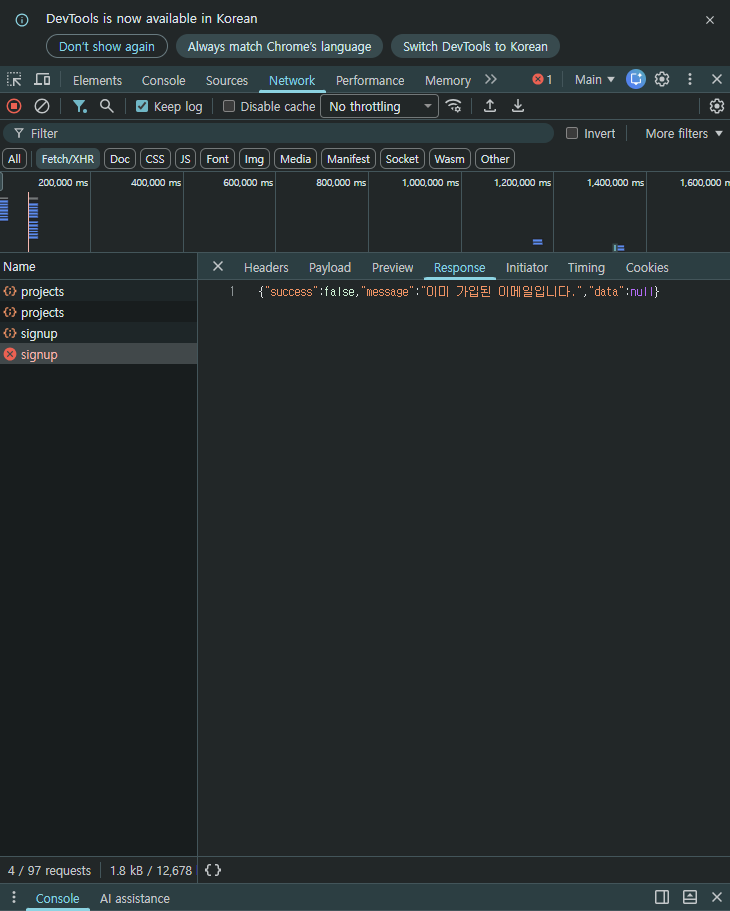 DevTools is now available in Korean
Don't show again Always match Chrome's language Switch DevTools to Korean
Elements Console Sources Network Performance Memory 1 Main
Keep log Disable cache No throttling
Filter Invert More filters
All Fetch/XHR Doc CSS JS Font Img Media Manifest Socket Wasm Other
200,000 ms 400,000 ms 600,000 ms 800,000 ms 1,000,000 ms 1,200,000 ms 1,400,000 ms 1,600,000 m
Name Headers Payload Preview Response Initiator Timing Cookies
projects 1 {"success":false,"message":"이미 가입된 이메일입니다.","data":null}
projects
signup
signup
4 / 97 requests 1.8 kB / 12,678 {}
Console AI assistance